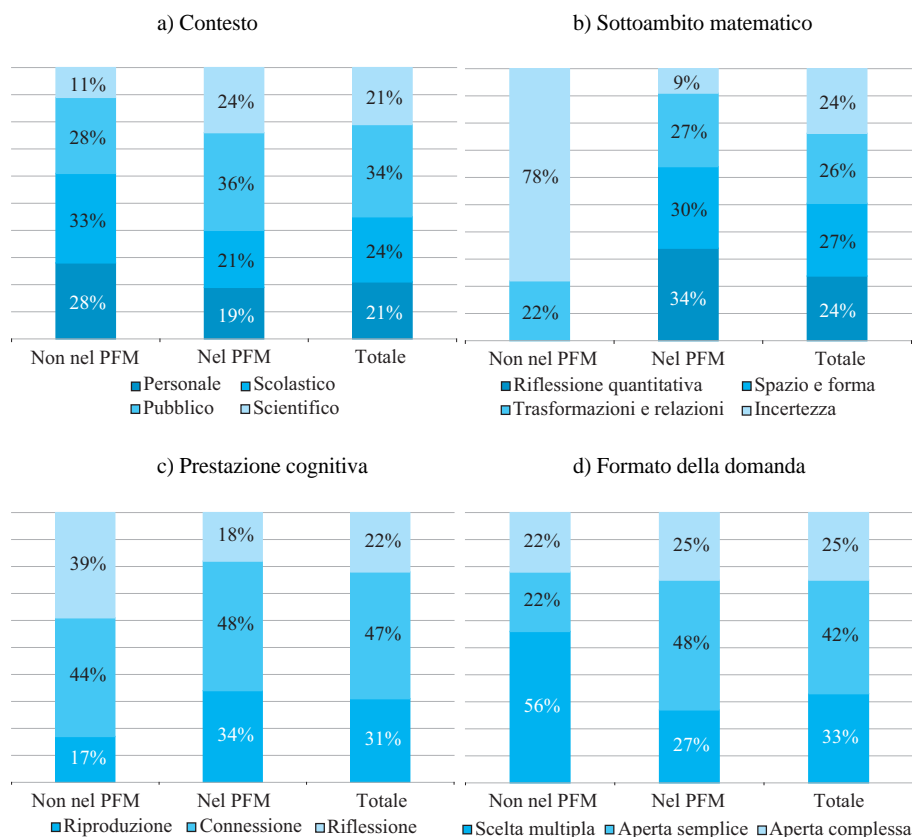 a) Contesto
11%
24%
21%
28%
36%
34%
33%
21%
24%
28%
19%
21%
Non nel PFM Nel PFM Totale
Personale Scolastico
Pubblico Scientifico
b) Sottoambito matematico
9%
24%
78%
27%
26%
30%
27%
22%
34%
24%
Non nel PFM Nel PFM Totale
Riflessione quantitativa Spazio e forma
Trasformazioni e relazioni Incertezza
c) Prestazione cognitiva
39%
18%
22%
44%
48%
47%
17%
34%
31%
Non nel PFM Nel PFM Totale
Riproduzione Connessione Riflessione
d) Formato della domanda
22%
25%
25%
22%
48%
42%
56%
27%
33%
Non nel PFM Nel PFM Totale
Scelta multipla Aperta semplice Aperta complessa